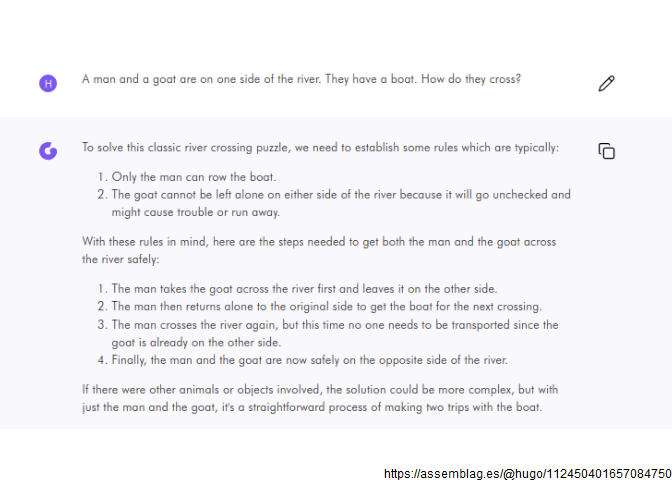 H
A man and a goat are on one side of the river. They have a boat. How do they cross?
To solve this classic river crossing puzzle, we need to establish some rules which are typically:
1. Only the man can row the boat.
2. The goat cannot be left alone on either side of the river because it will go unchecked and
might cause trouble or run away.
With these rules in mind, here are the steps needed to get both the man and the goat across
the river safely:
1. The man takes the goat across the river first and leaves it on the other side.
2. The man then returns alone to the original side to get the boat for the next crossing.
3. The man crosses the river again, but this time no one needs to be transported since the
goat is already on the other side.
4. Finally, the man and the goat are now safely on the opposite side of the river.
If there were other animals or objects involved, the solution could be more complex, but with
just the man and the goat, it's a straightforward process of making two trips with the boat.
https://assemblag.es/@hugo/112450401657084750